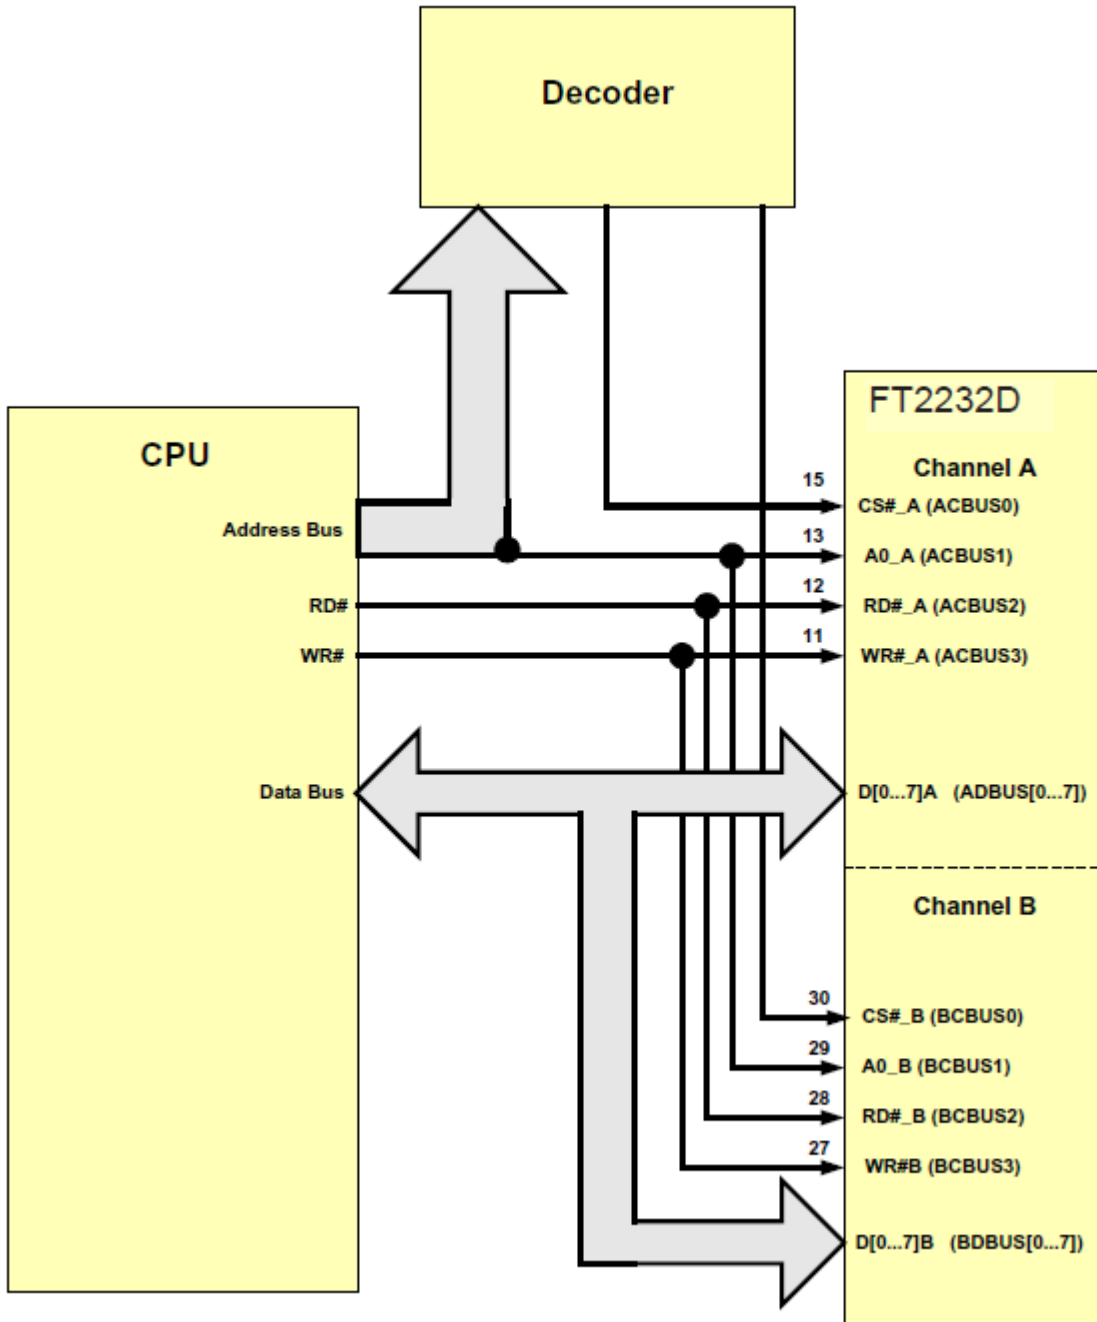 Decoder
CPU
Address Bus
RD#
WR#
Data Bus
FT2232D
Channel A
15
CS#_A (ACBUS0)
13
A0_A (ACBUS1)
12
RD#_A (ACBUS2)
11
WR#_A (ACBUS3)
D[0...7]A (ADBUS[0...7])
Channel B
30
CS#_B (BCBUS0)
29
A0_B (BCBUS1)
28
RD#_B (BCBUS2)
27
WR#B (BCBUS3)
D[0...7]B (BDBUS[0...7])